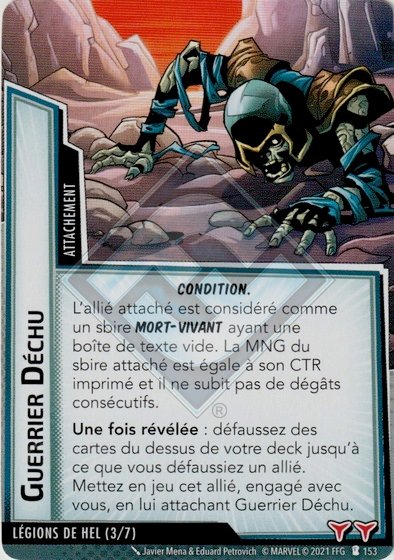 ATTACHEMENT
GUERRIER DÉCHU
CONDITION.
L'allié attaché est considéré comme
un sbire MORT-VIVANT ayant une
boîte de texte vide. La MNG du
sbire attaché est égale à son CTR
imprimé et il ne subit pas de dégâts
consécutifs.
Une fois révélée : défaussez des
cartes du dessus de votre deck jusqu'à
ce que vous défaussiez un allié.
Mettez en jeu cet allié, engagé avec
vous, en lui attachant Guerrier Déchu.
LÉGIONS DE HEL (3/7)
Javier Mena & Eduard Petrovich © MARVEL © 2021 FFG 153
®